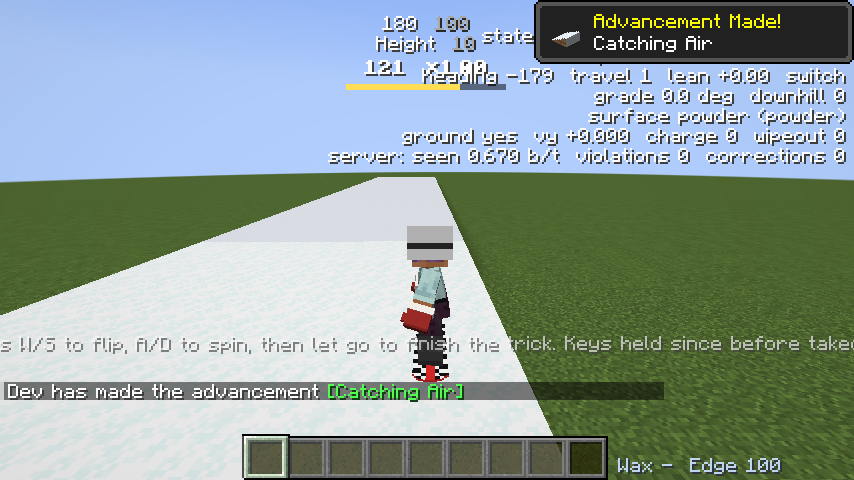 180 100
Height 10
state
121 x1.00
Advancement Made!
Catching Air
Heading -179 travel 1 lean +0.00 switch
grade 0.0 deg downhill 0
surface powder (powder)
ground yes vy +0.000 charge 0 wipeout 0
server: seen 0.670 b/t violations 0 corrections 0
s W/S to flip, A/D to spin, then let go to finish the trick. Keys held since before takeo
Dev has made the advancement [Catching Air]
Wax - Edge 100